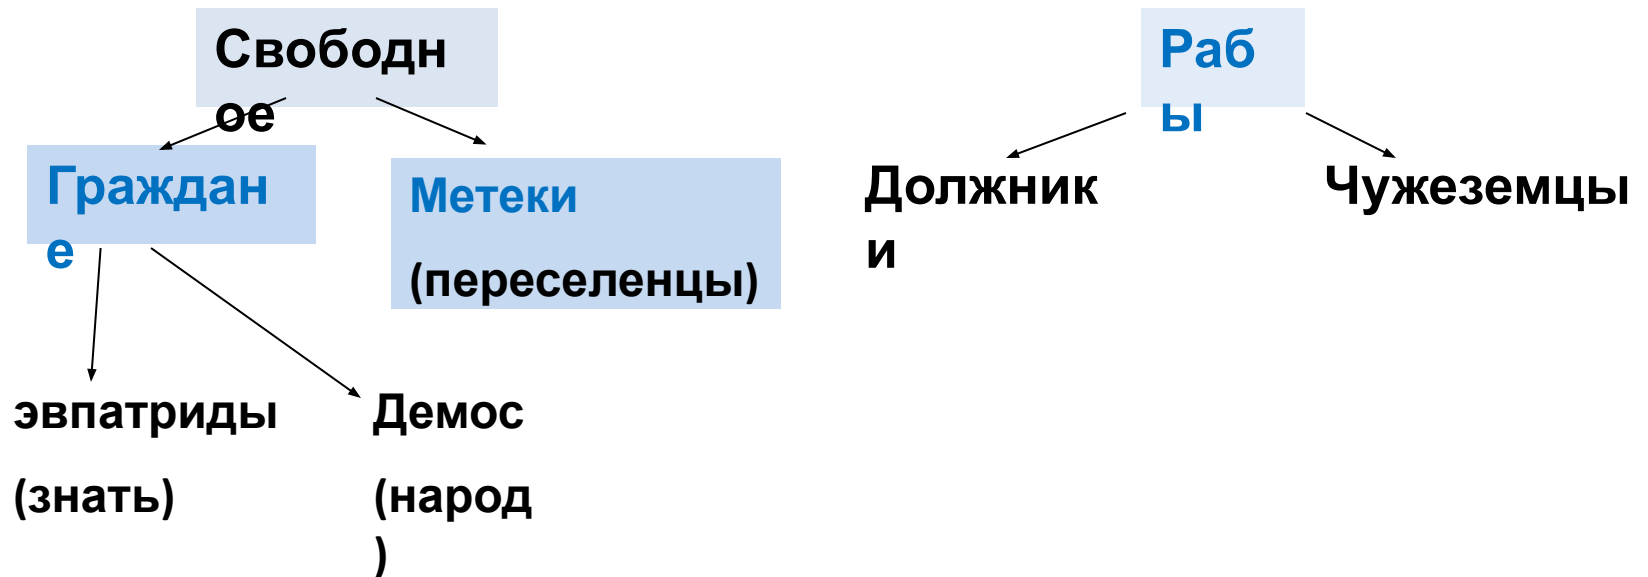 Свободн
ое
Раб
ы
Граждан
е
Метеки
(переселенцы)
Должник
и
Чужеземцы
эвпатриды
(знать)
Демос
(народ
)